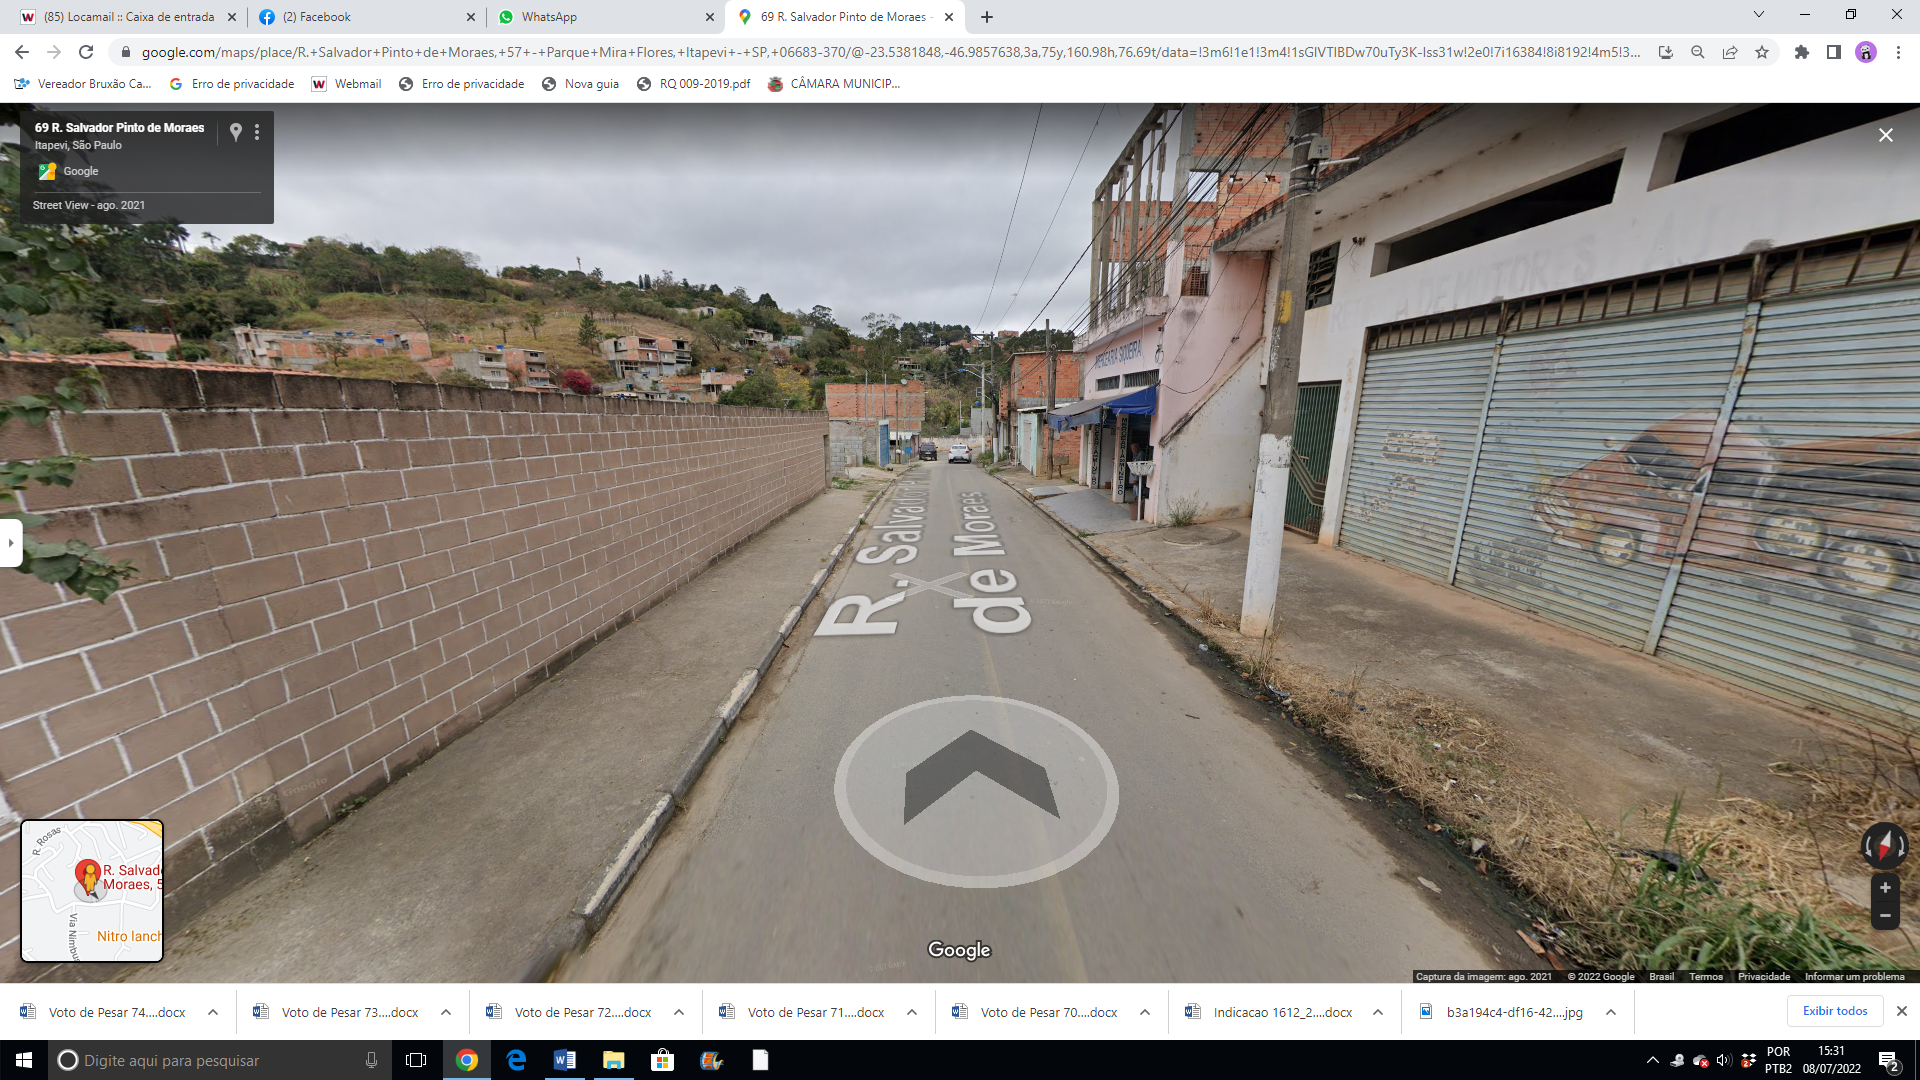 (85) Locamail :: Caixa de entrada
(2) Facebook
WhatsApp
69 R. Salvador Pinto de Moraes -
google.com/maps/place/R.+Salvador+Pinto+de+Moraes,+57+-+Parque+Mira+Flores,+Itapevi+-+SP,+06683-370/@-23.5381848,-46.9857638,3a,75y,160.98h,76.69t/data=!3m6!1e1!3m4!1sGlVTIBDw70uTy3K-Iss31w!2e0!7i16384!8i8192!4m5!3...
Vereador Bruxão Ca...
Erro de privacidade
Webmail
Erro de privacidade
Nova guia
RQ 009-2019.pdf
CÂMARA MUNICIP...
69 R. Salvador Pinto de Moraes
Itapevi, São Paulo
Google
Street View - ago. 2021
MERCEARIA SIQUEIRA
R. Salvador
de Moraes
R. Rosas
R. Salvad
Moraes, 5
Via Nimbus
Nitro lanch
Google
Captura da imagem: ago. 2021 © 2022 Google Brasil Termos Privacidade Informar um problema
Voto de Pesar 74....docx
Voto de Pesar 73....docx
Voto de Pesar 72....docx
Voto de Pesar 71....docx
Voto de Pesar 70....docx
Indicacao 1612_2....docx
b3a194c4-df16-42....jpg
Exibir todos
Digite aqui para pesquisar
POR
PTB2
15:31
08/07/2022
2